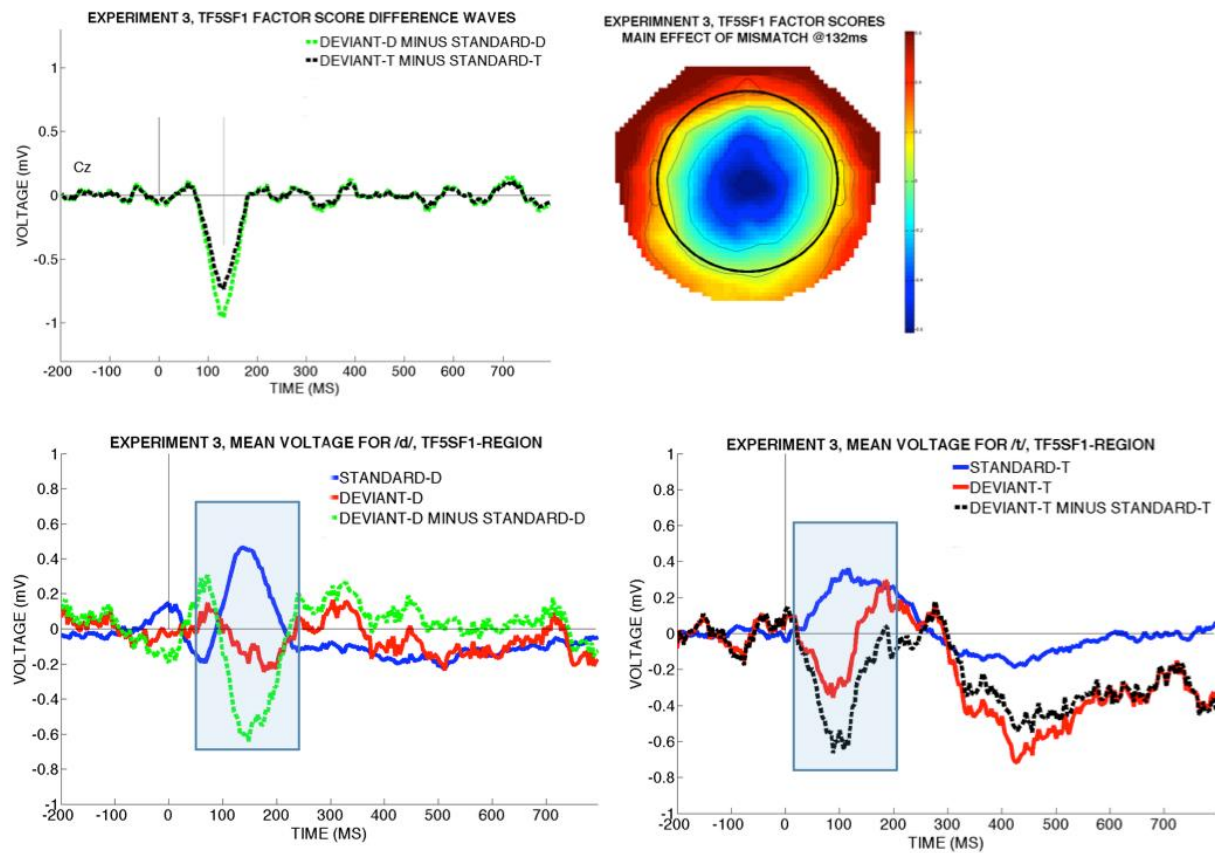 EXPERIMENT 3, TF5SF1 FACTOR SCORE DIFFERENCE WAVES
DEVIANT-D MINUS STANDARD-D
DEVIANT-T MINUS STANDARD-T
1
0.5
0
-0.5
-1
Cz
VOLTAGE (mV)
-200 -100 0 100 200 300 400 500 600 700
TIME (MS)
EXPERIMNENT 3, TF5SF1 FACTOR SCORES
MAIN EFFECT OF MISMATCH @132ms
EXPERIMENT 3, MEAN VOLTAGE FOR /d/, TF5SF1-REGION
STANDARD-D
DEVIANT-D
DEVIANT-D MINUS STANDARD-D
1
0.8
0.6
0.4
0.2
0
-0.2
-0.4
-0.6
-0.8
-1
VOLTAGE (mV)
-200 -100 0 100 200 300 400 500 600 700
TIME (MS)
EXPERIMENT 3, MEAN VOLTAGE FOR /t/, TF5SF1-REGION
STANDARD-T
DEVIANT-T
DEVIANT-T MINUS STANDARD-T
1
0.8
0.6
0.4
0.2
0
-0.2
-0.4
-0.6
-0.8
-1
VOLTAGE (mV)
-200 -100 0 100 200 300 400 500 600 700
TIME (MS)